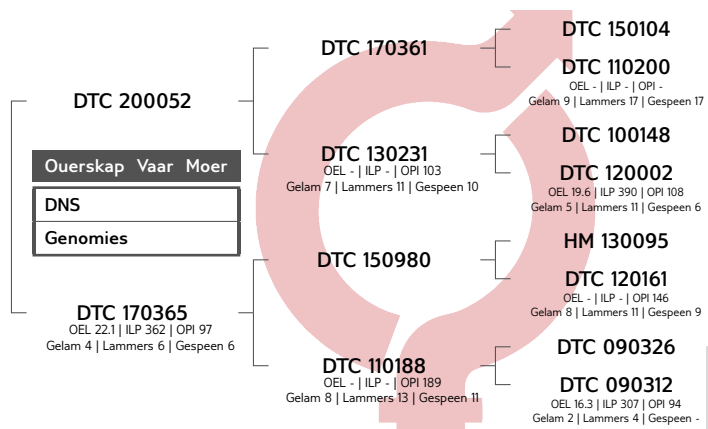 DTC 200052
Ouerskap Vaar Moer
DNS
Genomies
DTC 170365
OEL 22.1 | ILP 362 | OPI 97
Gelam 4 | Lammers 6 | Gespeen 6
DTC 170361
DTC 130231
OEL - | ILP - | OPI 103
Gelam 7 | Lammers 11 | Gespeen 10
DTC 150980
DTC 110188
OEL - | ILP - | OPI 189
Gelam 8 | Lammers 13 | Gespeen 11
DTC 150104
DTC 110200
OEL - | ILP - | OPI -
Gelam 9 | Lammers 17 | Gespeen 17
DTC 100148
DTC 120002
OEL 19.6 | ILP 390 | OPI 108
Gelam 5 | Lammers 11 | Gespeen 6
HM 130095
DTC 120161
OEL - | ILP - | OPI 146
Gelam 8 | Lammers 11 | Gespeen 9
DTC 090326
DTC 090312
OEL 16.3 | ILP 307 | OPI 94
Gelam 2 | Lammers 4 | Gespeen -